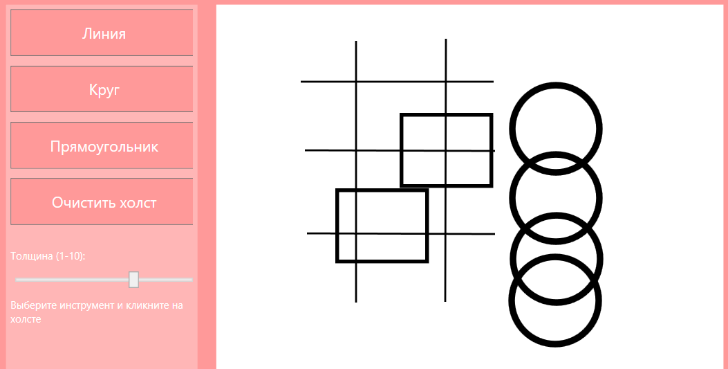 Линия
Круг
Прямоугольник
Очистить холст
Толщина (1-10):
Выберите инструмент и кликните на
холсте